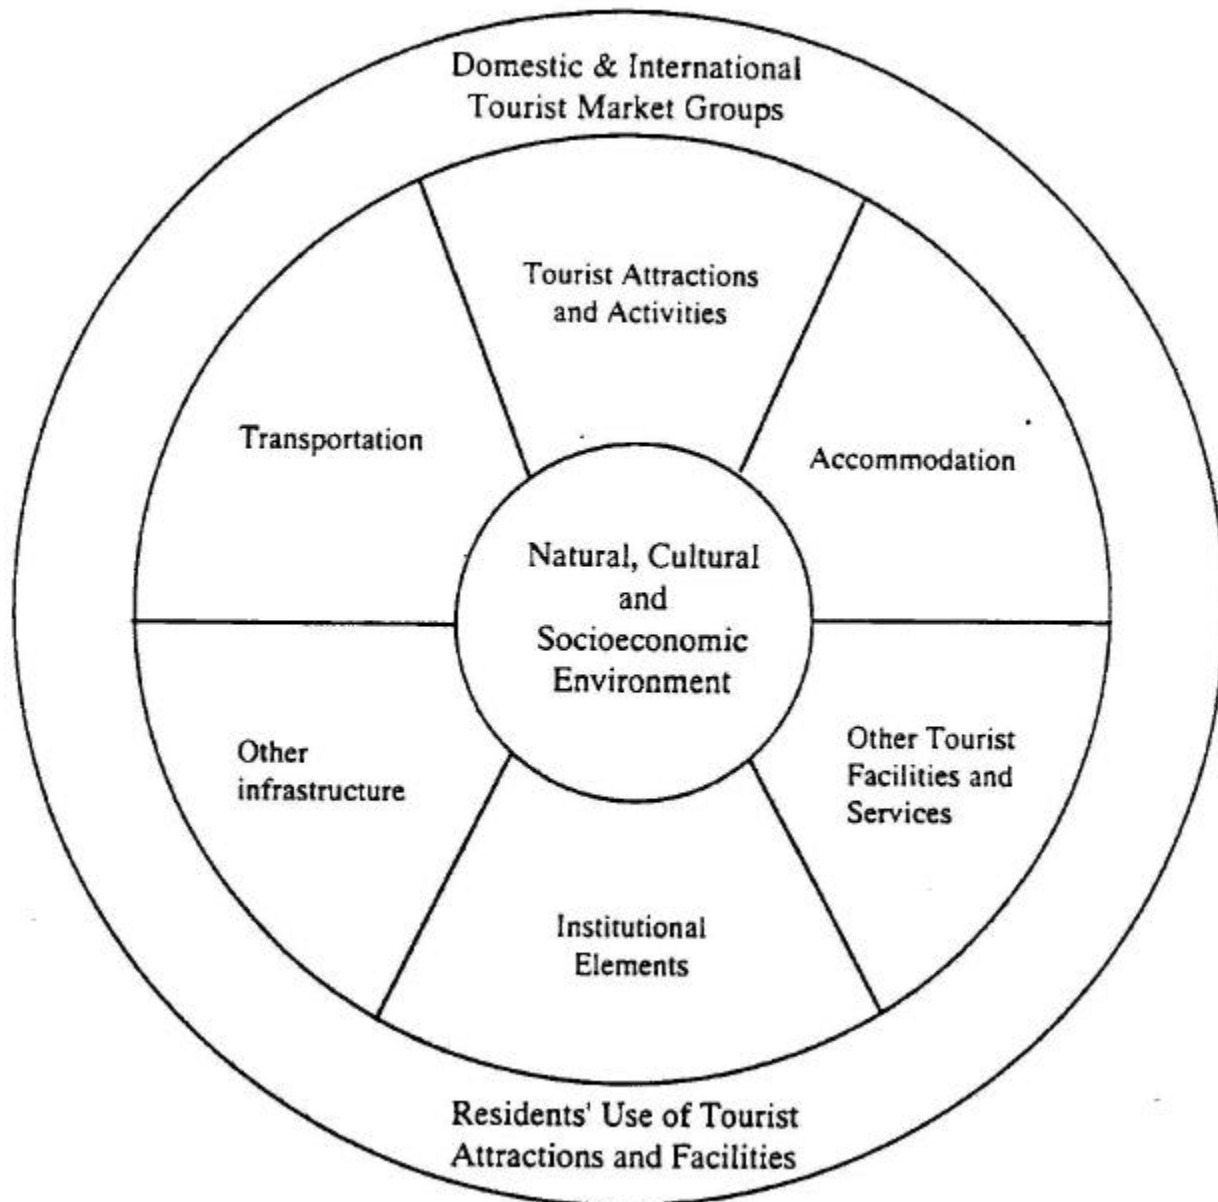 Domestic & International
Tourist Market Groups
Tourist Attractions
and Activities
Transportation
Accommodation
Natural, Cultural
and
Socioeconomic
Environment
Other
infrastructure
Other Tourist
Facilities and
Services
Institutional
Elements
Residents' Use of Tourist
Attractions and Facilities